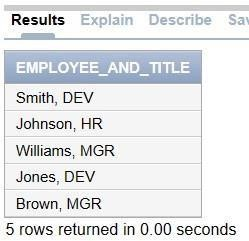 Results Explain Describe
EMPLOYEE_AND_TITLE
Smith, DEV
Johnson, HR
Williams, MGR
Jones, DEV
Brown, MGR
5 rows returned in 0.00 seconds